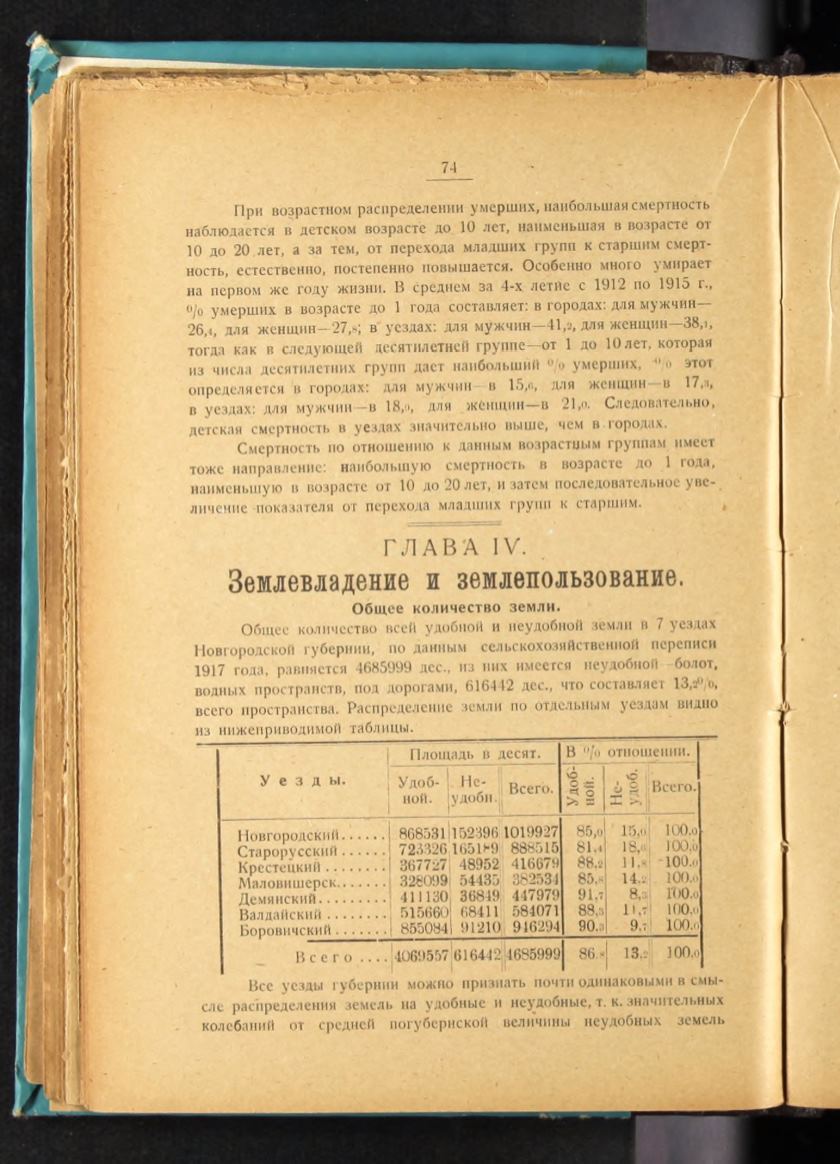 74
При возрастном распределении умерших, наибольшая смертность
наблюдается в детском возрасте до 10 лет, наименьшая в возрасте от
10 до 20 лет, а за тем, от перехода младших групп к старшим смерт-
ность, естественно, постепенно повышается. Особенно много умирает
на первом же году жизни. В среднем за 4-х летие с 1912 по 1915 г.,
% умерших в возрасте до 1 года составляет: в городах: для мужчин—
26,4, для женщин—27,8; в уездах: для мужчин—41,2, для женщин—38,1,
тогда как в следующей десятилетней группе—от 1 до 10 лет, которая
из числа десятилетних групп дает наибольший % умерших, % этот
определяется в городах: для мужчин—в 15,6, для женщин—в 17,3,
в уездах: для мужчин—в 18,9, для женщин—в 21,0. Следовательно,
детская смертность в уездах значительно выше, чем в городах.
Смертность по отношению к данным возрастным группам имеет
тоже направление: наибольшую смертность в возрасте до 1 года,
наименьшую в возрасте от 10 до 20 лет, и затем последовательное уве-
личение показателя от перехода младших групп к старшим.
ГЛАВА IV.
Землевладение и землепользование.
Общее количество земли.
Общее количество всей удобной и неудобной земли в 7 уездах
Новгородской губернии, по данным сельскохозяйственной переписи
1917 года, равняется 4685999 дес., из них имеется неудобной—болот,
водных пространств, под дорогами, 616442 дес., что составляет 13,2%,
всего пространства. Распределение земли по отдельным уездам видно
из нижеприводимой таблицы.
Уезды. Площадь в десят. В % отношении.
Удоб-ной. Не-удобн. Всего. Удоб-ной. Не-удоб. Всего.
Новгородский...... 868531 152396 1019927 85,0 15,0 100.0
Старорусский...... 723326 165189 888515 81,4 18,6 100,0
Крестецкий........ 367727 48952 416679 88.2 11,8 100.0
Маловишерск....... 328099 54435 382534 85,8 14.2 100.0
Демянский......... 411130 36849 447979 91,7 8,3 100.0
Валдайский........ 515660 68411 584071 88,3 11,7 100.0
Боровичский....... 855084 91210 946294 90.3 9,7 100.0
Всего.... 4069557 616442 4685999 86.8 13,2 100,0
Все уезды губернии можно признать почти одинаковыми в смы-
сле распределения земель на удобные и неудобные, т. к. значительных
колебаний от средней погубернской величины неудобных земель